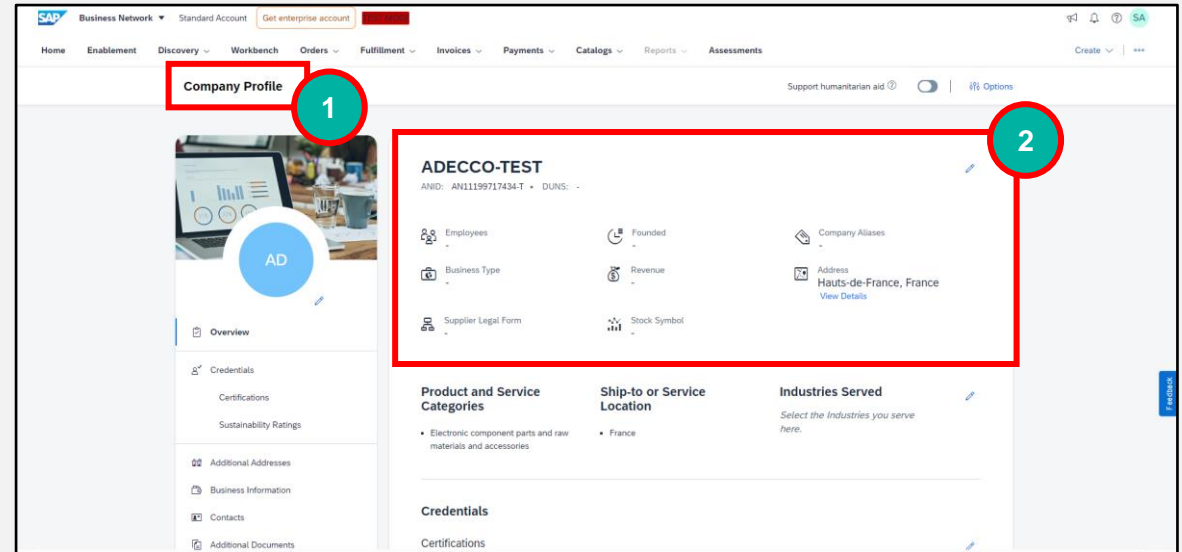 SAP Business Network Standard Account Get enterprise account TEST MODE
SA
Home Enablement Discovery Workbench Orders Fulfillment Invoices Payments Catalogs Reports Assessments Create
Company Profile
Support humanitarian aid Options
1
2
ADECCO-TEST
ANID: AN11199717434-T • DUNS: -
Employees
-
Founded
-
Company Aliases
-
Business Type
-
Revenue
-
Address
Hauts-de-France, France
View Details
Supplier Legal Form
-
Stock Symbol
-
AD
Overview
Credentials
Certifications
Sustainability Ratings
Additional Addresses
Business Information
Contacts
Additional Documents
Product and Service
Categories
• Electronic component parts and raw
materials and accessories
Ship-to or Service
Location
• France
Industries Served
Select the Industries you serve
here.
Credentials
Certifications
Feedback